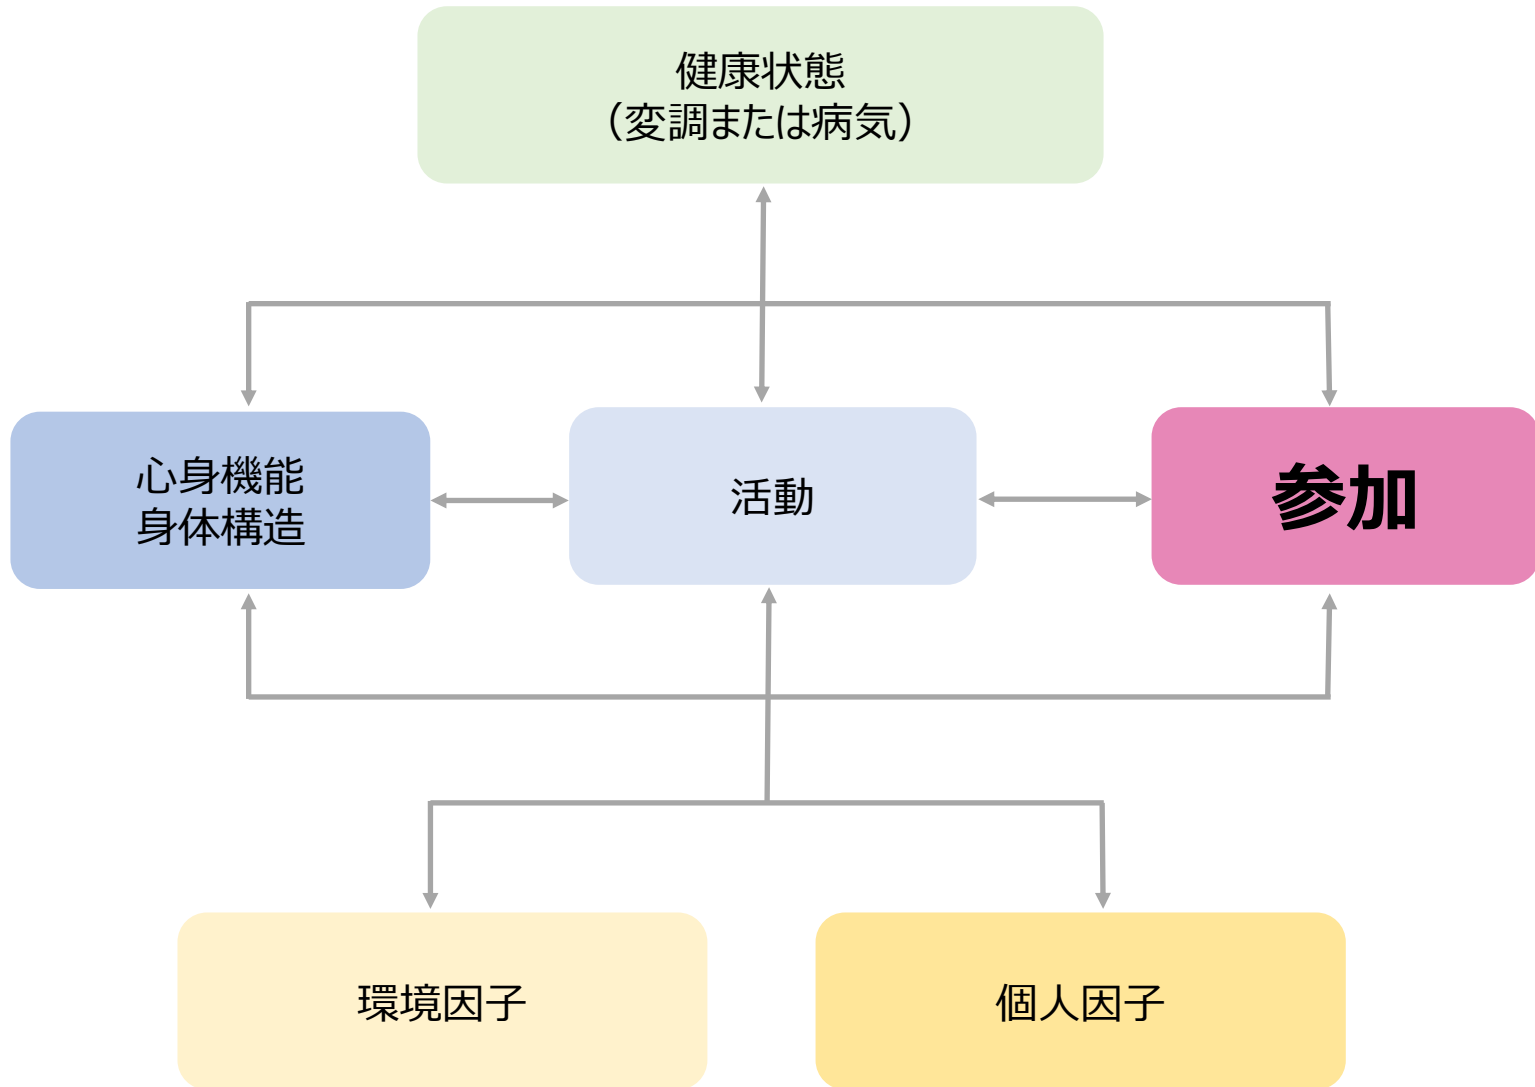 健康状態
（変調または病気）
心身機能
身体構造
活動
参加
環境因子
個人因子